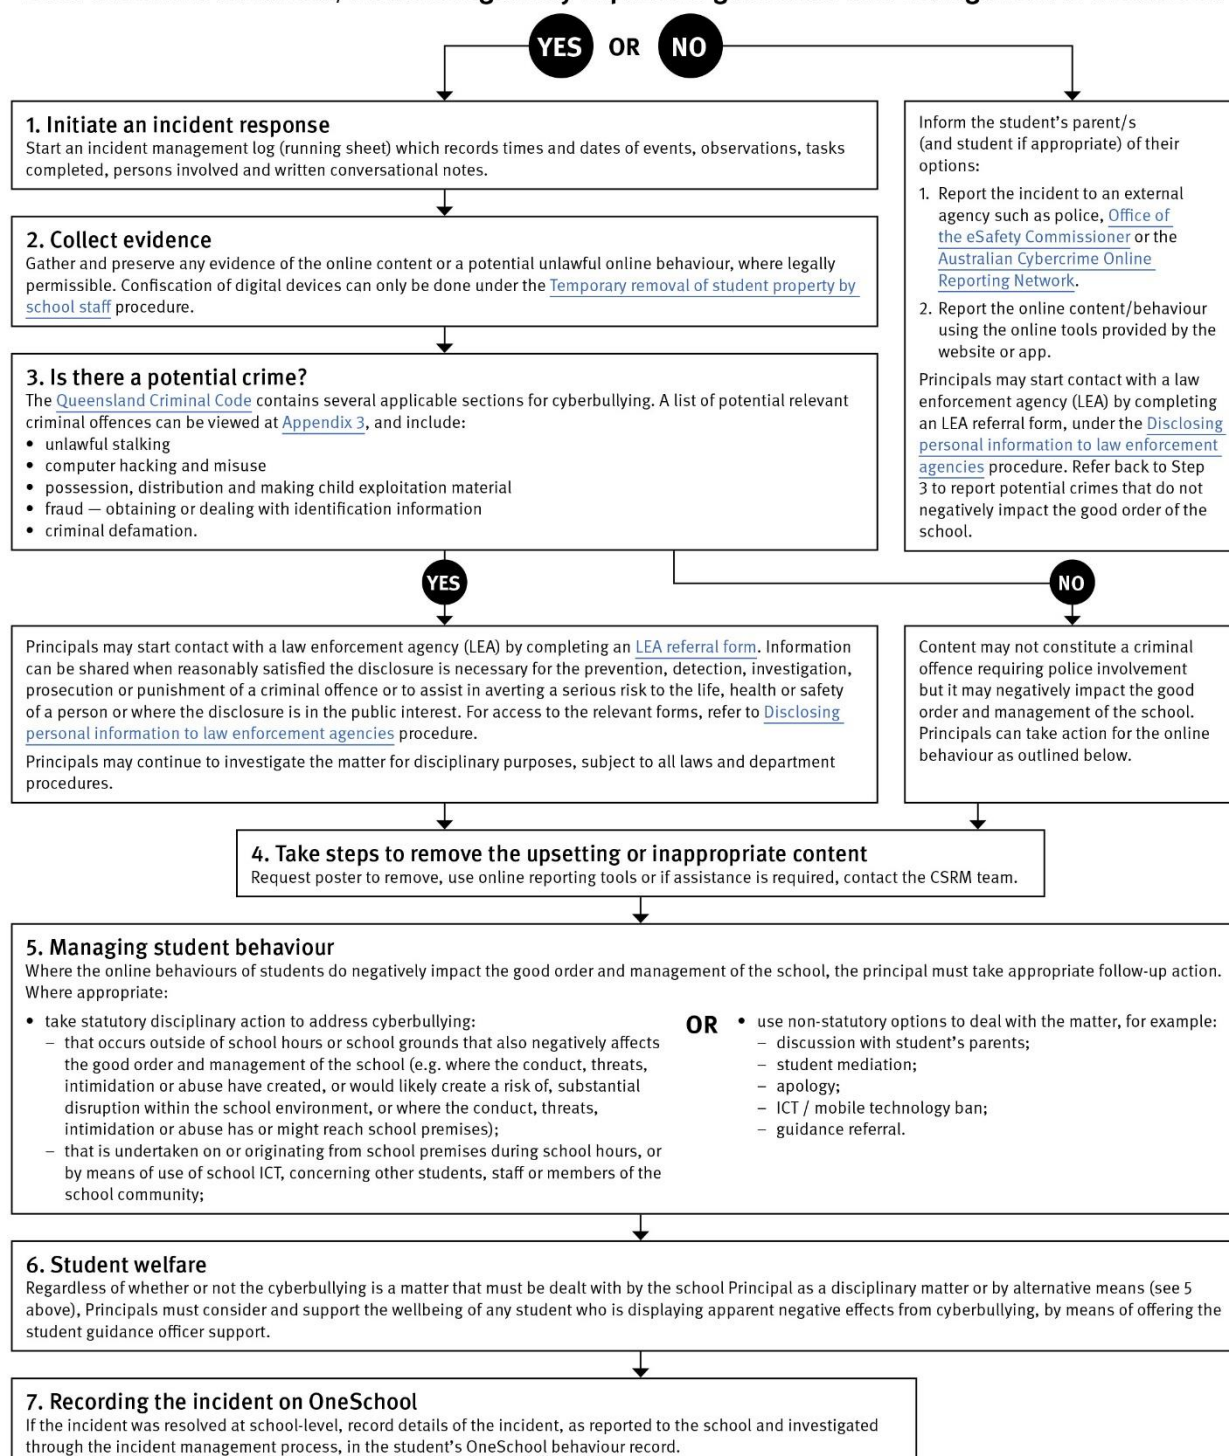 YES OR NO
1. Initiate an incident response
Start an incident management log (running sheet) which records times and dates of events, observations, tasks
completed, persons involved and written conversational notes.
2. Collect evidence
Gather and preserve any evidence of the online content or a potential unlawful online behaviour, where legally
permissible. Confiscation of digital devices can only be done under the Temporary removal of student property by
school staff procedure.
3. Is there a potential crime?
The Queensland Criminal Code contains several applicable sections for cyberbullying. A list of potential relevant
criminal offences can be viewed at Appendix 3, and include:
• unlawful stalking
• computer hacking and misuse
• possession, distribution and making child exploitation material
• fraud — obtaining or dealing with identification information
• criminal defamation.
Inform the student's parent/s
(and student if appropriate) of their
options:
1. Report the incident to an external
agency such as police, Office of
the eSafety Commissioner or the
Australian Cybercrime Online
Reporting Network.
2. Report the online content/behaviour
using the online tools provided by the
website or app.
Principals may start contact with a law
enforcement agency (LEA) by completing
an LEA referral form, under the Disclosing
personal information to law enforcement
agencies procedure. Refer back to Step
3 to report potential crimes that do not
negatively impact the good order of the
school.
YES
NO
Principals may start contact with a law enforcement agency (LEA) by completing an LEA referral form. Information
can be shared when reasonably satisfied the disclosure is necessary for the prevention, detection, investigation,
prosecution or punishment of a criminal offence or to assist in averting a serious risk to the life, health or safety
of a person or where the disclosure is in the public interest. For access to the relevant forms, refer to Disclosing
personal information to law enforcement agencies procedure.
Principals may continue to investigate the matter for disciplinary purposes, subject to all laws and department
procedures.
Content may not constitute a criminal
offence requiring police involvement
but it may negatively impact the good
order and management of the school.
Principals can take action for the online
behaviour as outlined below.
4. Take steps to remove the upsetting or inappropriate content
Request poster to remove, use online reporting tools or if assistance is required, contact the CSRM team.
5. Managing student behaviour
Where the online behaviours of students do negatively impact the good order and management of the school, the principal must take appropriate follow-up action.
Where appropriate:
• take statutory disciplinary action to address cyberbullying:
– that occurs outside of school hours or school grounds that also negatively affects
the good order and management of the school (e.g. where the conduct, threats,
intimidation or abuse have created, or would likely create a risk of, substantial
disruption within the school environment, or where the conduct, threats,
intimidation or abuse has or might reach school premises);
– that is undertaken on or originating from school premises during school hours, or
by means of use of school ICT, concerning other students, staff or members of the
school community;
OR
• use non-statutory options to deal with the matter, for example:
– discussion with student's parents;
– student mediation;
– apology;
– ICT / mobile technology ban;
– guidance referral.
6. Student welfare
Regardless of whether or not the cyberbullying is a matter that must be dealt with by the school Principal as a disciplinary matter or by alternative means (see 5
above), Principals must consider and support the wellbeing of any student who is displaying apparent negative effects from cyberbullying, by means of offering the
student guidance officer support.
7. Recording the incident on OneSchool
If the incident was resolved at school-level, record details of the incident, as reported to the school and investigated
through the incident management process, in the student's OneSchool behaviour record.